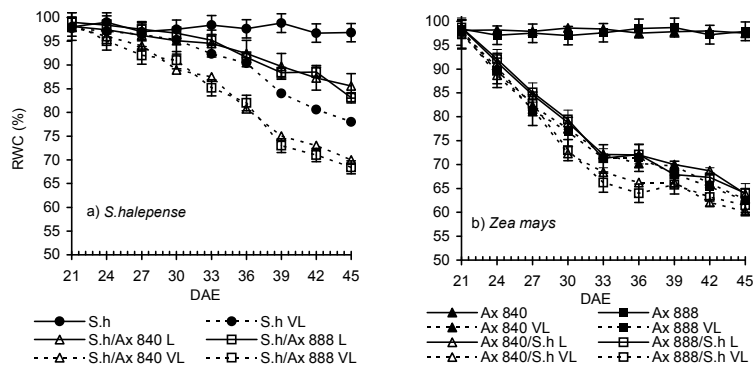 100
95
90
85
80
75
70
65
60
55
50
RWC (%)
a) S.halepense
21 24 27 30 33 36 39 42 45
DAE
S.h S.h VL
S.h/Ax 840 L S.h/Ax 888 L
S.h/Ax 840 VL S.h/Ax 888 VL
100
95
90
85
80
75
70
65
60
55
50
b) Zea mays
21 24 27 30 33 36 39 42 45
DAE
Ax 840 Ax 888
Ax 840 VL Ax 888 VL
Ax 840/S.h L Ax 888/S.h L
Ax 840/S.h VL Ax 888/S.h VL